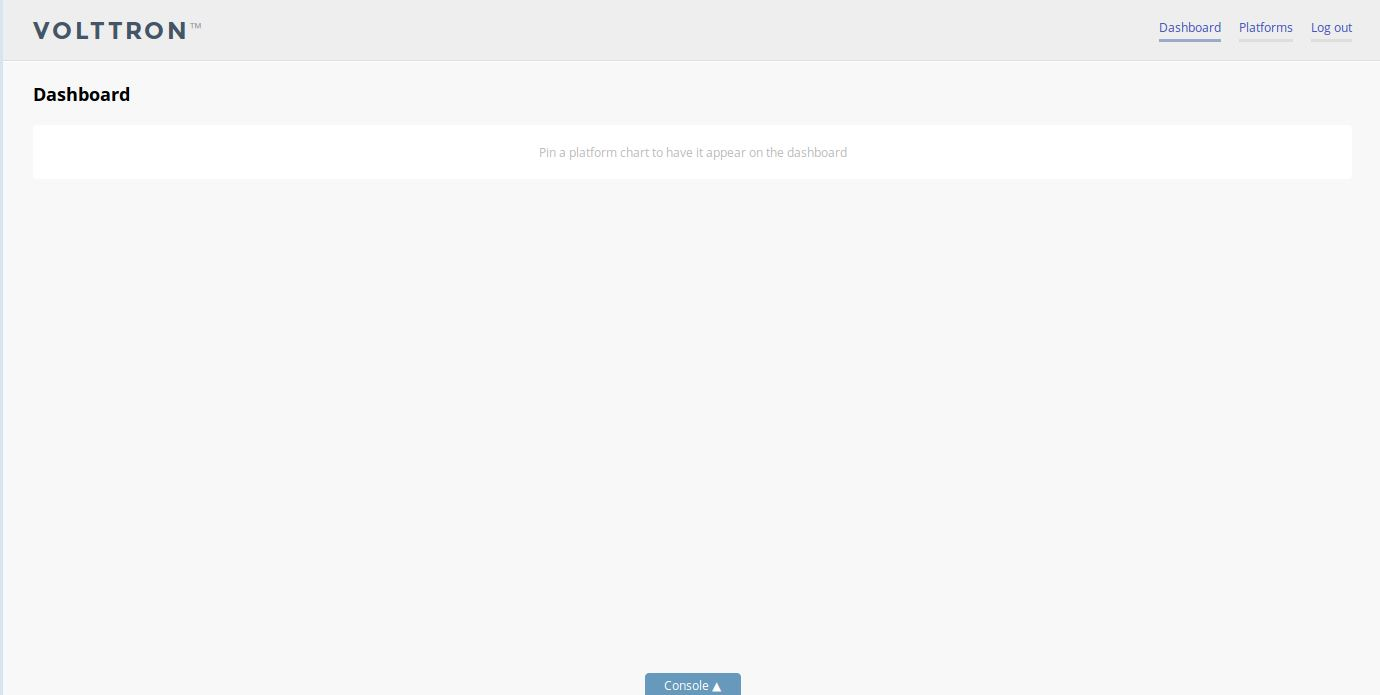 VOLTTRON™
Dashboard Platforms Log out
Dashboard
Pin a platform chart to have it appear on the dashboard
Console ▲